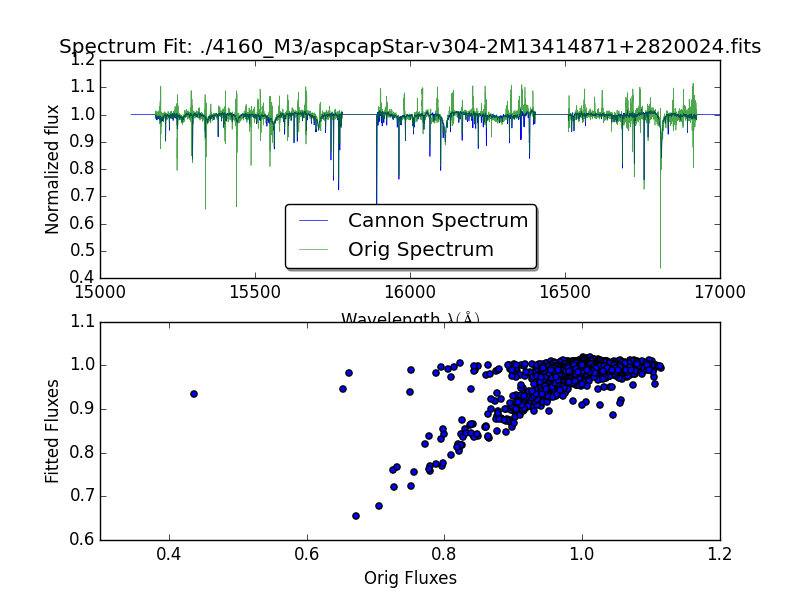 Spectrum Fit: ./4160_M3/aspcapStar-v304-2M13414871+2820024.fits
1.2
1.1
1.0
0.9
0.8
0.7
0.6
0.5
0.4
Normalized flux
Cannon Spectrum
Orig Spectrum
15000 15500 16000 16500 17000
Wavelength λ(Å)
1.1
1.0
0.9
0.8
0.7
0.6
Fitted Fluxes
0.4 0.6 0.8 1.0 1.2
Orig Fluxes